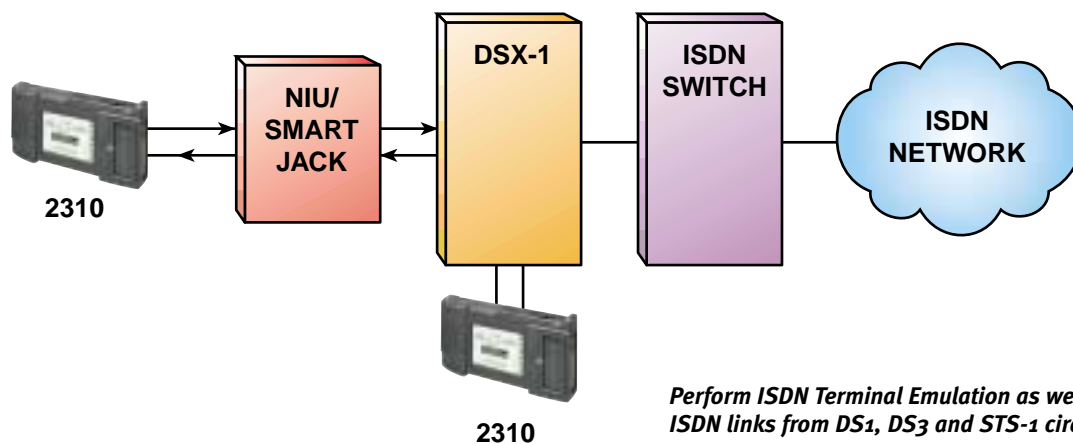 NIU/
SMART
JACK
DSX-1
ISDN
SWITCH
ISDN
NETWORK
2310
2310
Perform ISDN Terminal Emulation as we
ISDN links from DS1, DS3 and STS-1 cir